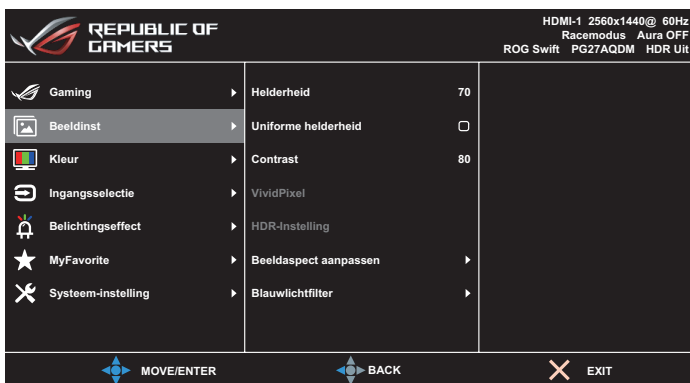 REPUBLIC OF
GAMERS
HDMI-1 2560x1440@ 60Hz
Racemodus Aura OFF
ROG Swift PG27AQDM HDR Uit
Gaming
Beeldinst
Kleur
Ingangsselectie
Belichtingseffect
MyFavorite
Systeem-instelling
Helderheid 70
Uniforme helderheid
Contrast 80
VividPixel
HDR-Instelling
Beeldaspect aanpassen
Blauwlichtfilter
MOVE/ENTER
BACK
EXIT